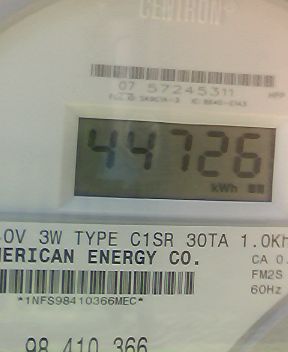 CENTRON
07 57245311
44726
kWh
0V 3W TYPE C1SR 30TA 1.0Kh
MERICAN ENERGY CO.
CA 0.
FM2S
60Hz
*1NFS98410366MEC*
98 410 366